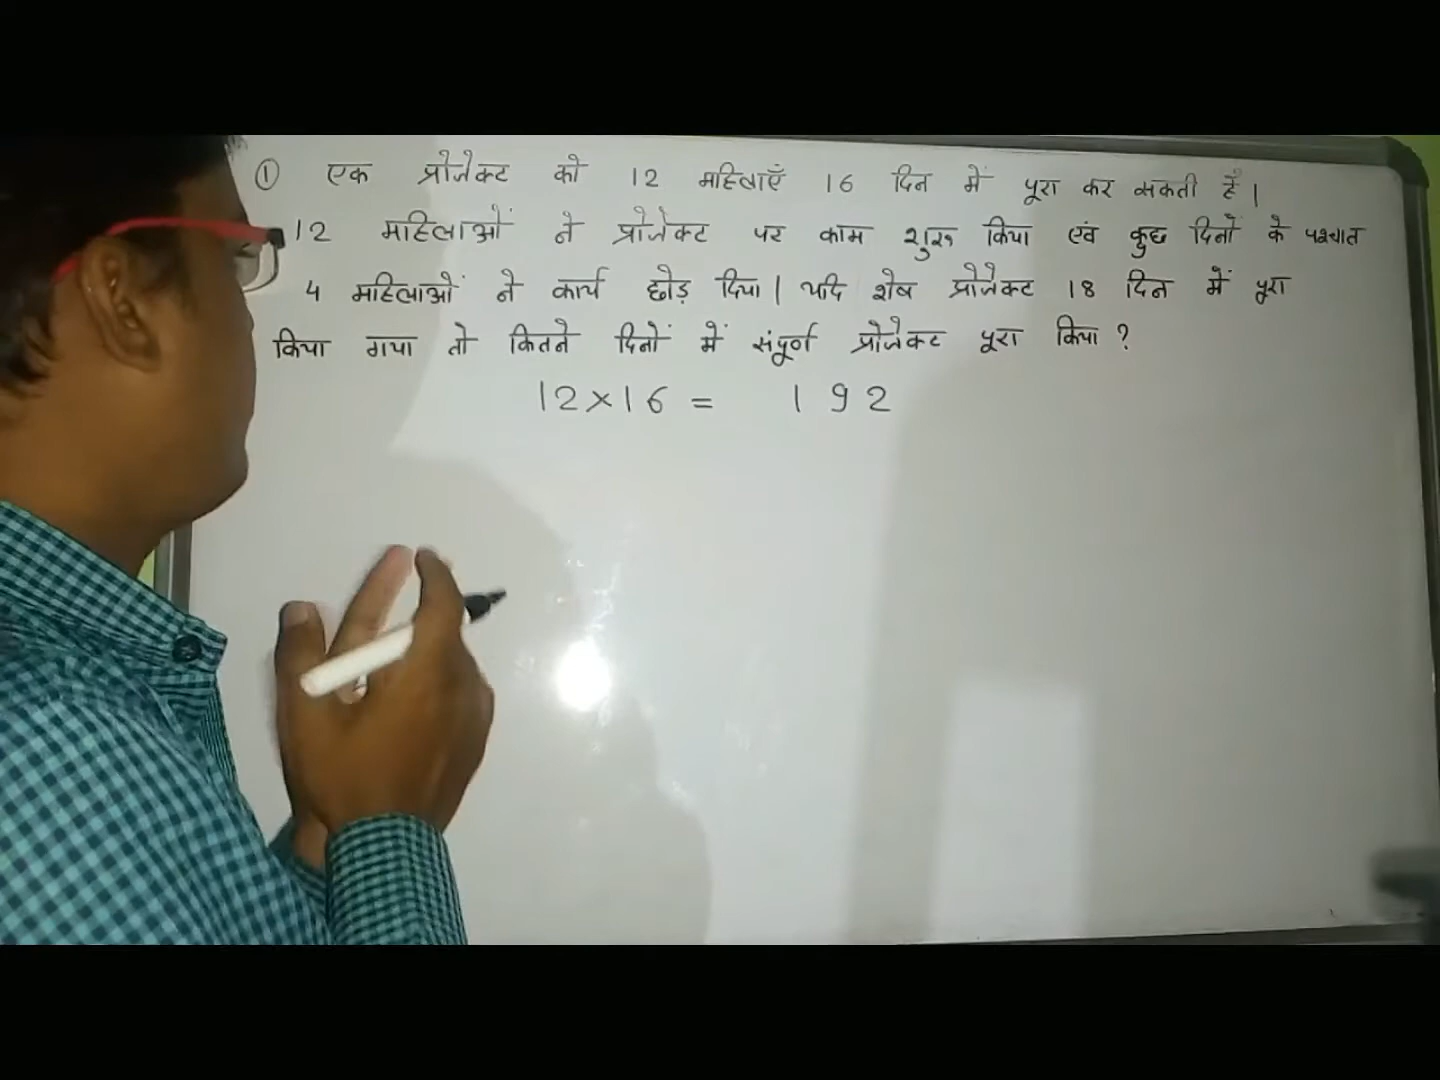 ① एक प्रोजेक्ट को 12 महिलाएँ 16 दिन में पूरा कर सकती हैं|
12 महिलाओं ने प्रोजेक्ट पर काम शुरु किया एवं कुछ दिनों के पश्चात
4 महिलाओं ने कार्य छोड़ दिया| यदि शेष प्रोजेक्ट 18 दिन में पूरा
किया गया तो कितने दिनों में संपूर्ण प्रोजेक्ट पूरा किया ?
12×16 = 192